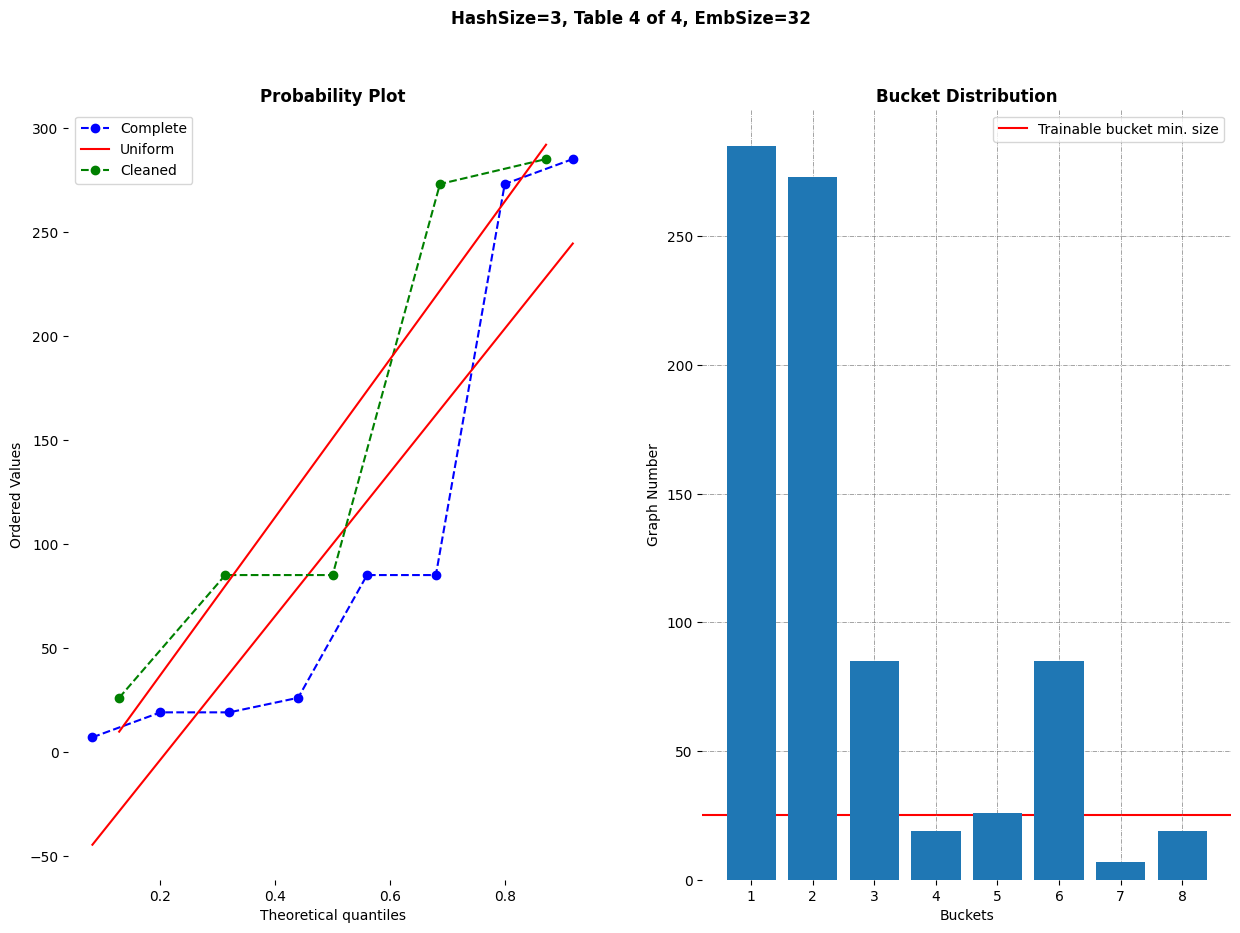 HashSize=3, Table 4 of 4, EmbSize=32
Probability Plot
Complete
Uniform
Cleaned
300
250
200
150
100
50
0
−50
Ordered Values
0.2 0.4 0.6 0.8
Theoretical quantiles
Bucket Distribution
Trainable bucket min. size
250
200
150
100
50
0
Graph Number
1 2 3 4 5 6 7 8
Buckets